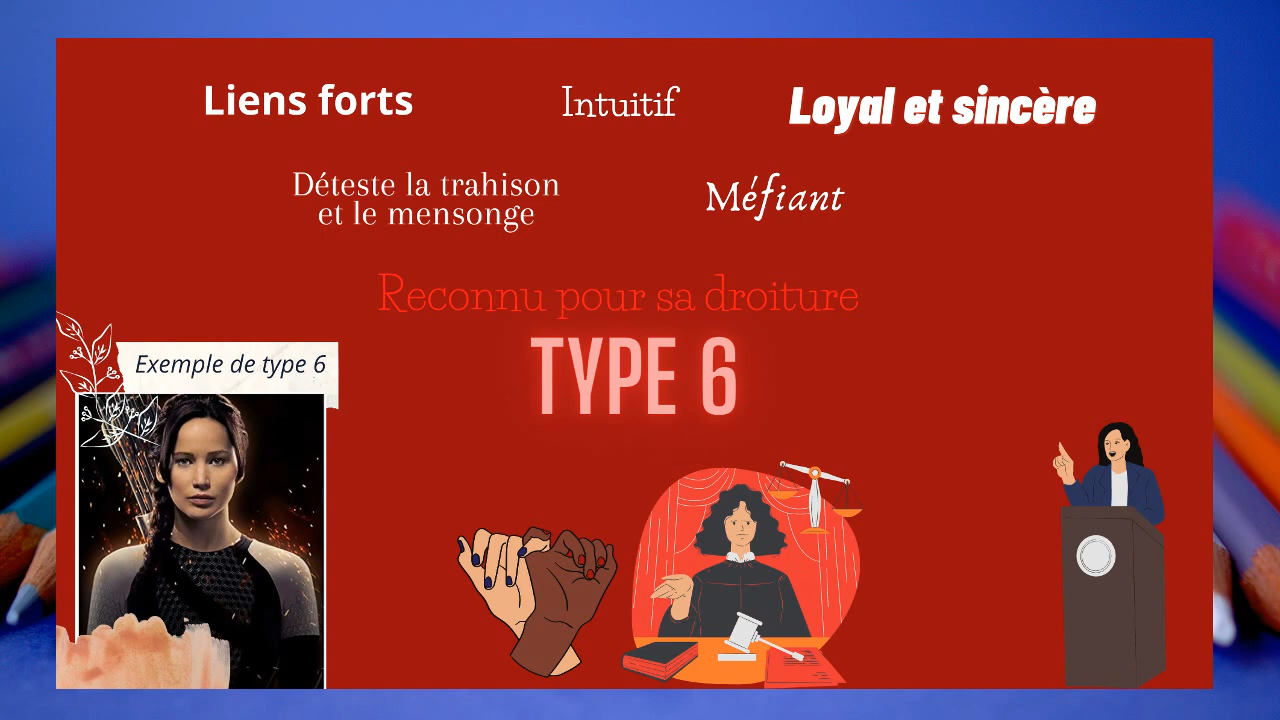 Liens forts
Intuitif
Loyal et sincère
Déteste la trahison
et le mensonge
Méfiant
Reconnu pour sa droiture
TYPE 6
Exemple de type 6